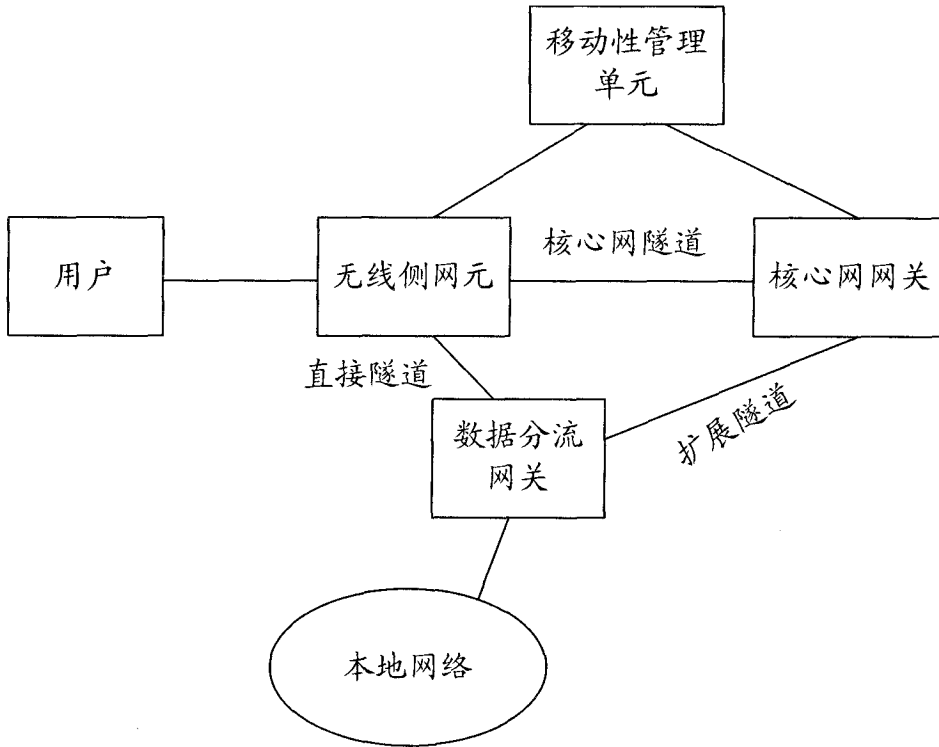 移动性管理
单元
用户
无线侧网元
核心网隧道
核心网网关
直接隧道
数据分流
网关
扩展隧道
本地网络